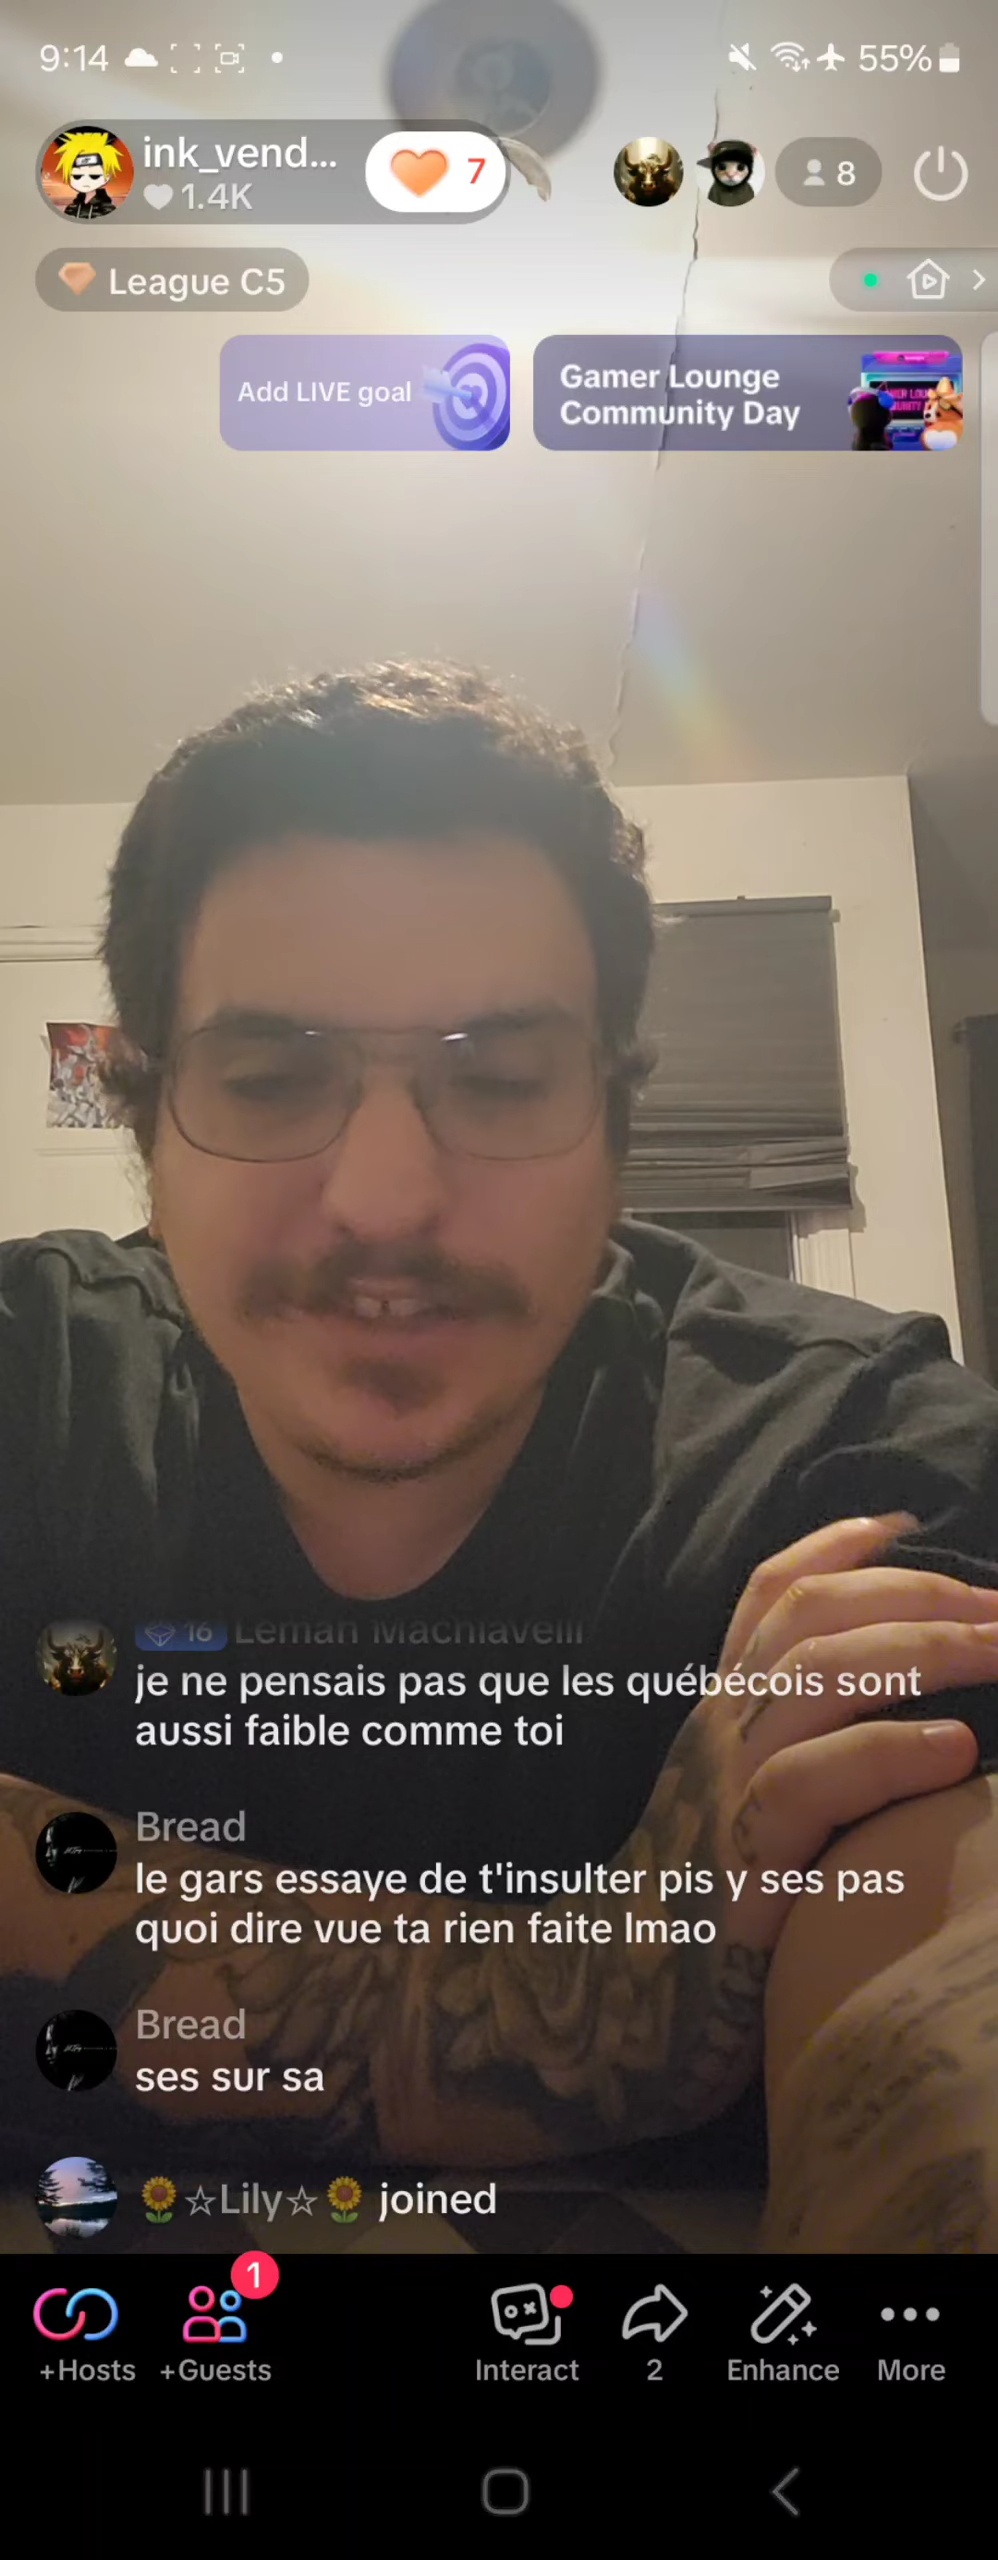 9:14
55%
ink_vend...
1.4K
7
8
League C5
Add LIVE goal
Gamer Lounge
Community Day
16 Leman Machiavelli
je ne pensais pas que les québécois sont
aussi faible comme toi
Bread
le gars essaye de t'insulter pis y ses pas
quoi dire vue ta rien faite lmao
Bread
ses sur sa
🌻☆Lily☆🌻 joined
1
+Hosts
+Guests
Interact
2
Enhance
More